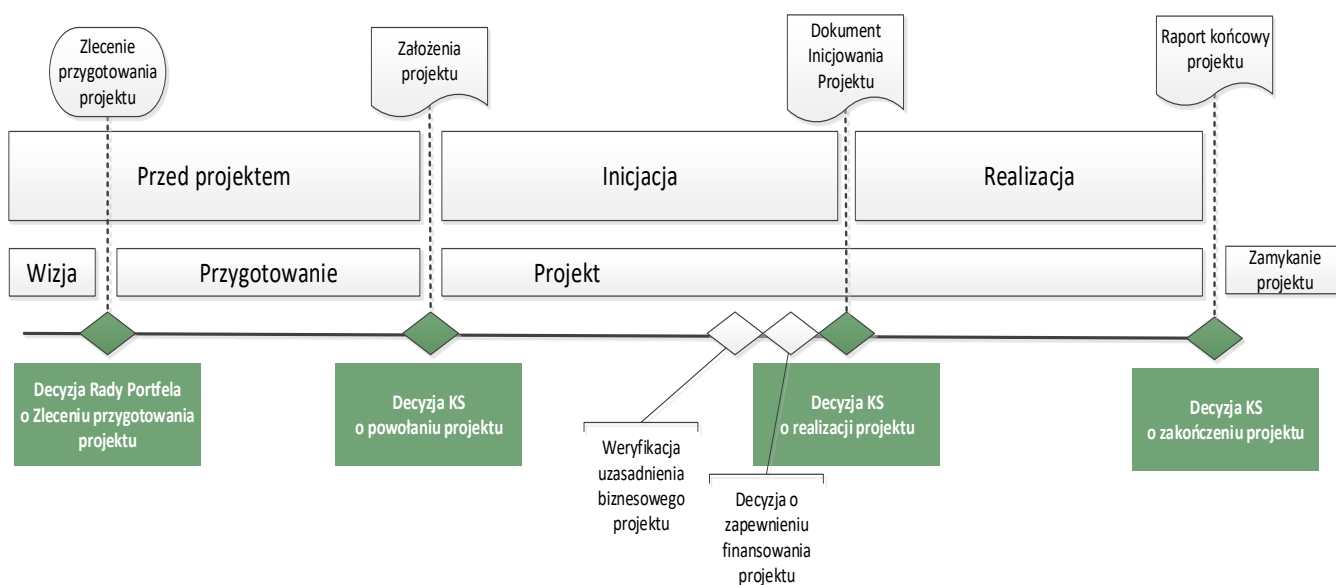 Zlecenie
przygotowania
projektu
Założenia
projektu
Dokument
Inicjowania
Projektu
Raport końcowy
projektu
Przed projektem
Inicjacja
Realizacja
Wizja
Przygotowanie
Projekt
Zamykanie
projektu
Decyzja Rady Portfela
o Zleceniu przygotowania
projektu
Decyzja KS
o powołaniu projektu
Weryfikacja
uzasadnienia
biznesowego
projektu
Decyzja o
zapewnieniu
finansowania
projektu
Decyzja KS
o realizacji projektu
Decyzja KS
o zakończeniu projektu